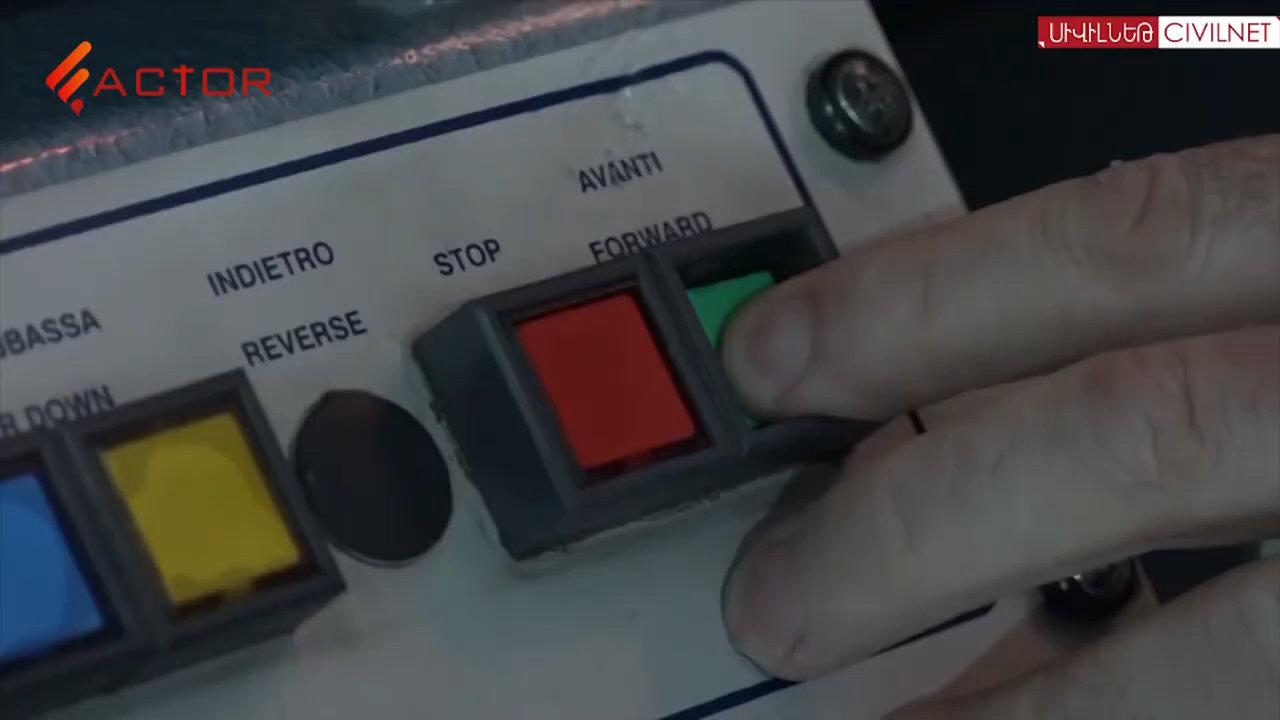 ACTOR
ՍԻՎԻԼՆԵԹ CIVILNET
AVANTI
FORWARD
STOP
INDIETRO
REVERSE
BASSA
DOWN